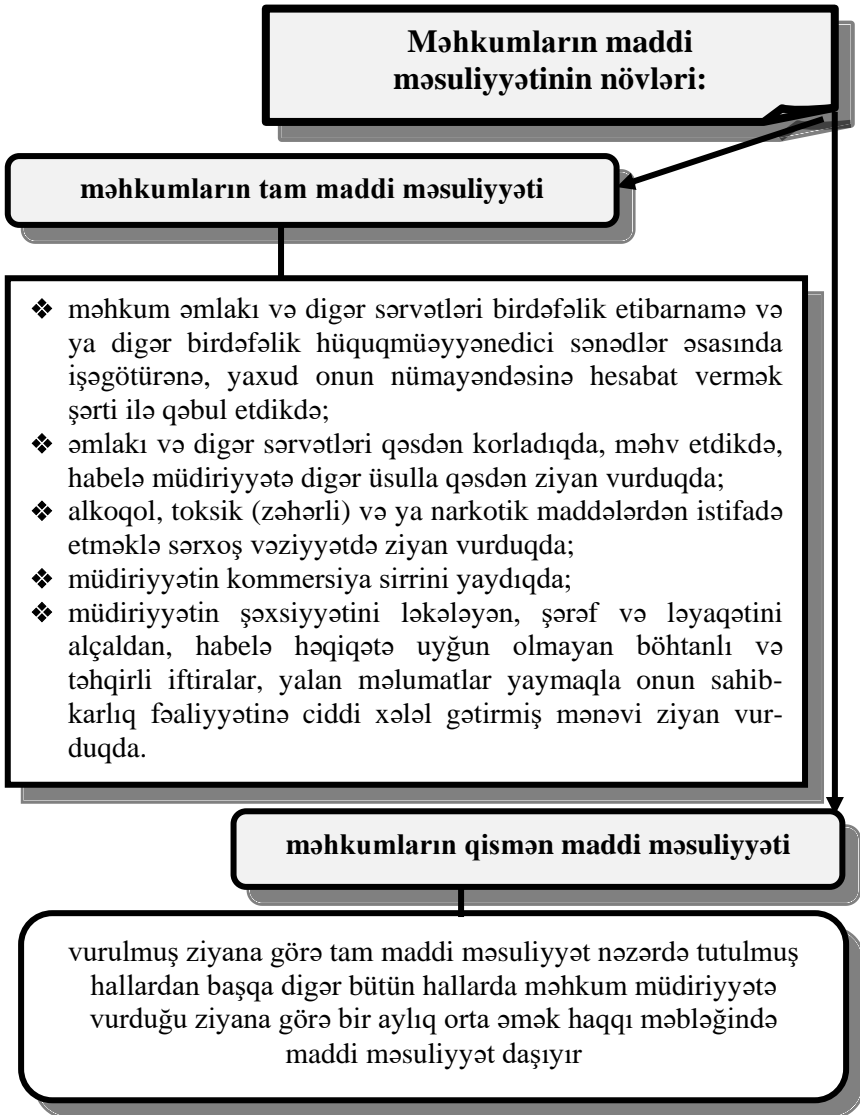 Məhkumların maddi
məsuliyyətinin növləri:
məhkumların tam maddi məsuliyyəti
❖ məhkum əmlakı və digər sərvətləri birdəfəlik etibarnamə və
ya digər birdəfəlik hüquqmüəyyənedici sənədlər əsasında
işəgötürənə, yaxud onun nümayəndəsinə hesabat vermək
şərti ilə qəbul etdikdə;
❖ əmlakı və digər sərvətləri qəsdən korladıqda, məhv etdikdə,
habelə müdiriyyətə digər üsulla qəsdən ziyan vurduqda;
❖ alkoqol, toksik (zəhərli) və ya narkotik maddələrdən istifadə
etməklə sərxoş vəziyyətdə ziyan vurduqda;
❖ müdiriyyətin kommersiya sirrini yaydıqda;
❖ müdiriyyətin şəxsiyyətini ləkələyən, şərəf və ləyaqətini
alçaldan, habelə həqiqətə uyğun olmayan böhtanlı və
təhqirli iftiralar, yalan məlumatlar yaymaqla onun sahib-
karlıq fəaliyyətinə ciddi xələl gətirmiş mənəvi ziyan vur-
duqda.
məhkumların qismən maddi məsuliyyəti
vurulmuş ziyana görə tam maddi məsuliyyət nəzərdə tutulmuş
hallardan başqa digər bütün hallarda məhkum müdiriyyətə
vurduğu ziyana görə bir aylıq orta əmək haqqı məbləğində
maddi məsuliyyət daşıyır